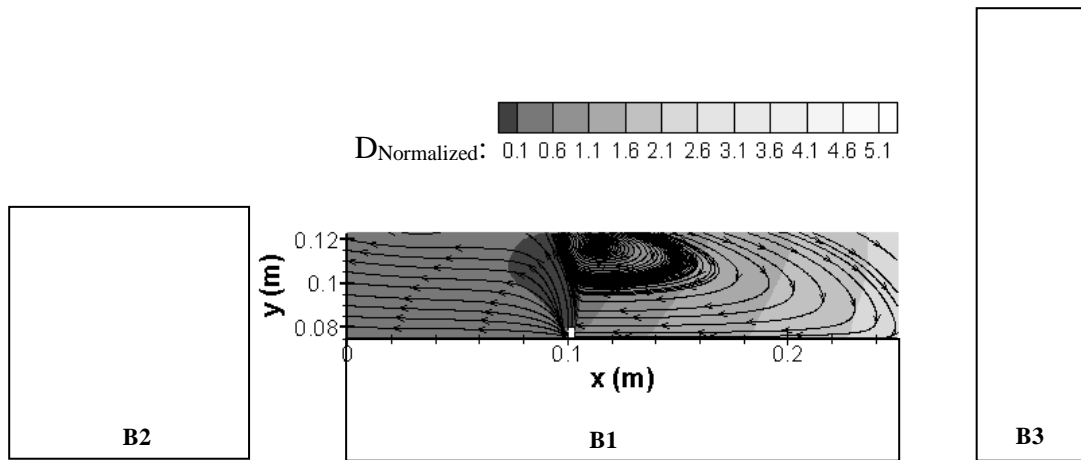 D_Normalized: 0.1 0.6 1.1 1.6 2.1 2.6 3.1 3.6 4.1 4.6 5.1
0.12
0.1
0.08
y (m)
0 0.1 0.2
x (m)
B2
B1
B3